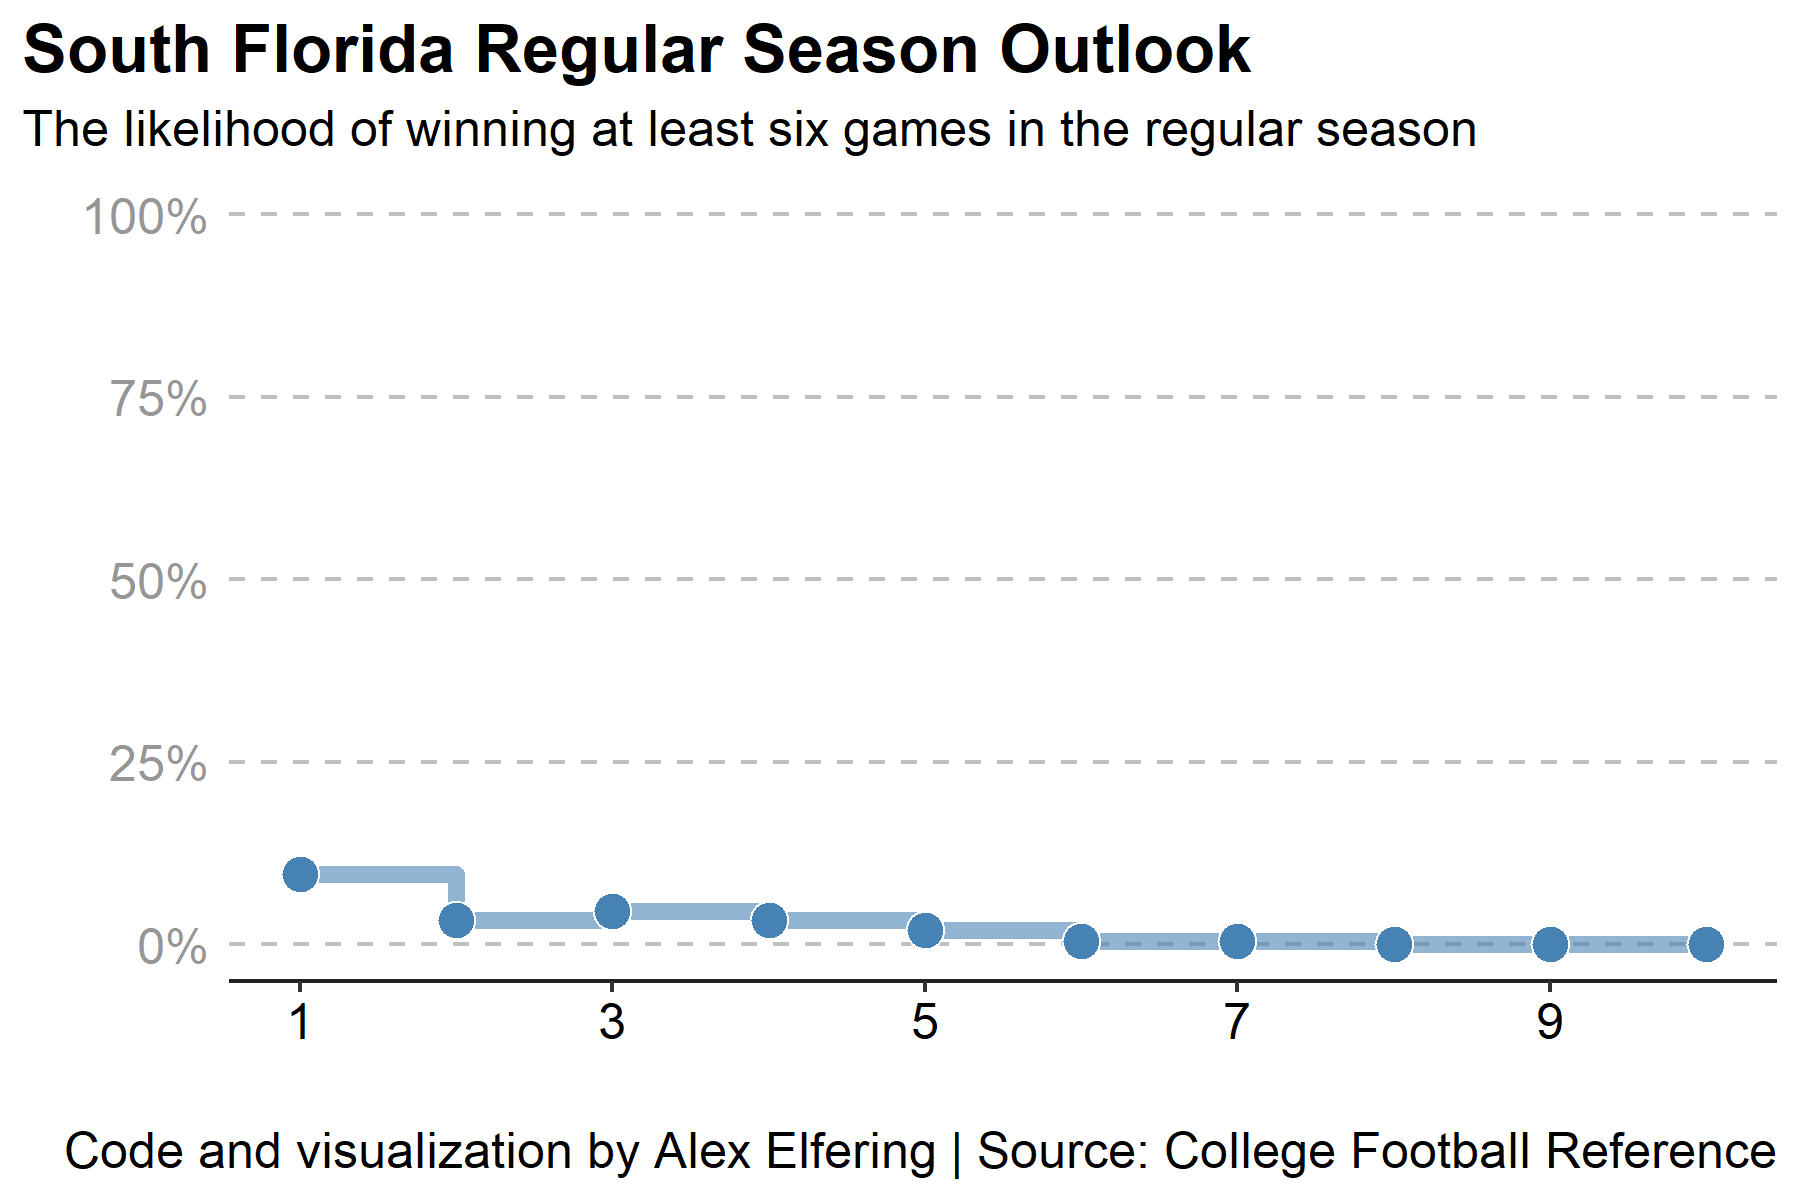 South Florida Regular Season Outlook
The likelihood of winning at least six games in the regular season
100%
75%
50%
25%
0%
1 3 5 7 9
Code and visualization by Alex Elfering | Source: College Football Reference